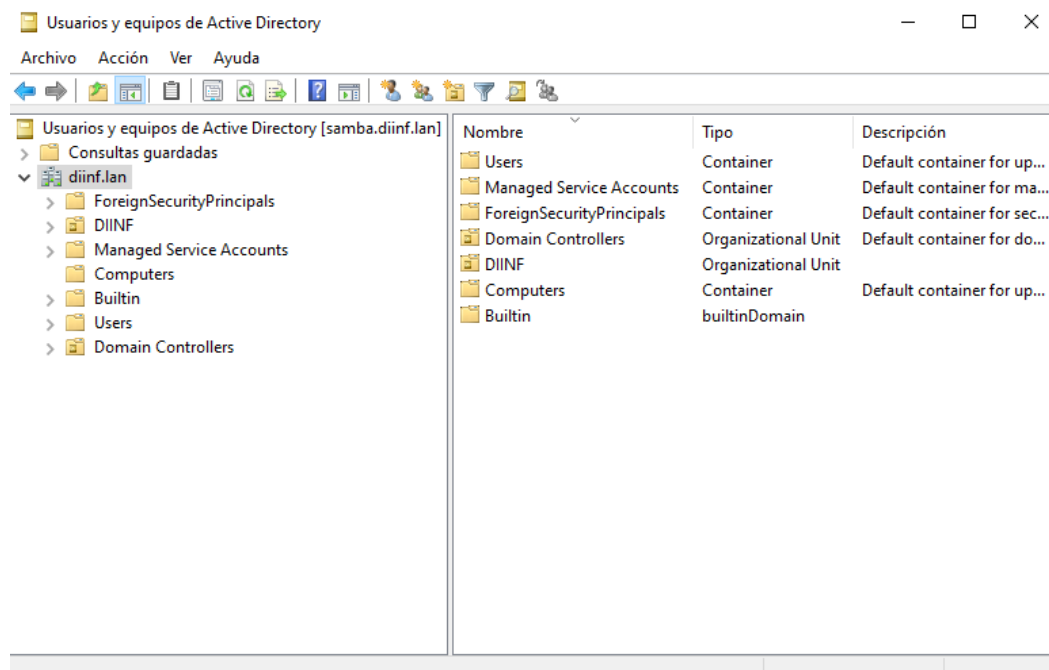 Usuarios y equipos de Active Directory
Archivo Acción Ver Ayuda
Usuarios y equipos de Active Directory [samba.diinf.lan]
Consultas guardadas
diinf.lan
ForeignSecurityPrincipals
DIINF
Managed Service Accounts
Computers
Builtin
Users
Domain Controllers
Nombre Tipo Descripción
Users Container Default container for up...
Managed Service Accounts Container Default container for ma...
ForeignSecurityPrincipals Container Default container for sec...
Domain Controllers Organizational Unit Default container for do...
DIINF Organizational Unit
Computers Container Default container for up...
Builtin builtinDomain